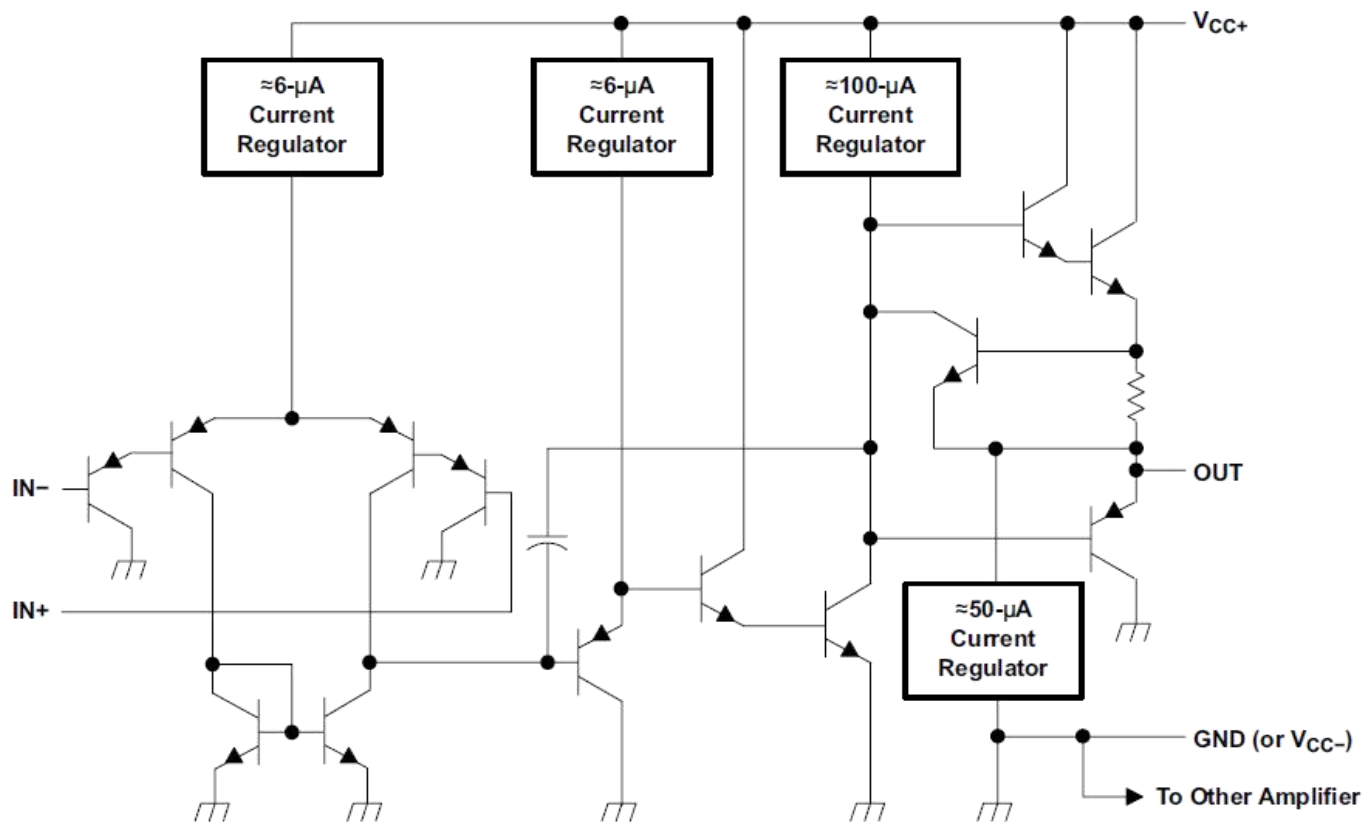 VCC+
≈6-µA
Current
Regulator
≈6-µA
Current
Regulator
≈100-µA
Current
Regulator
IN−
OUT
IN+
≈50-µA
Current
Regulator
GND (or VCC−)
To Other Amplifier